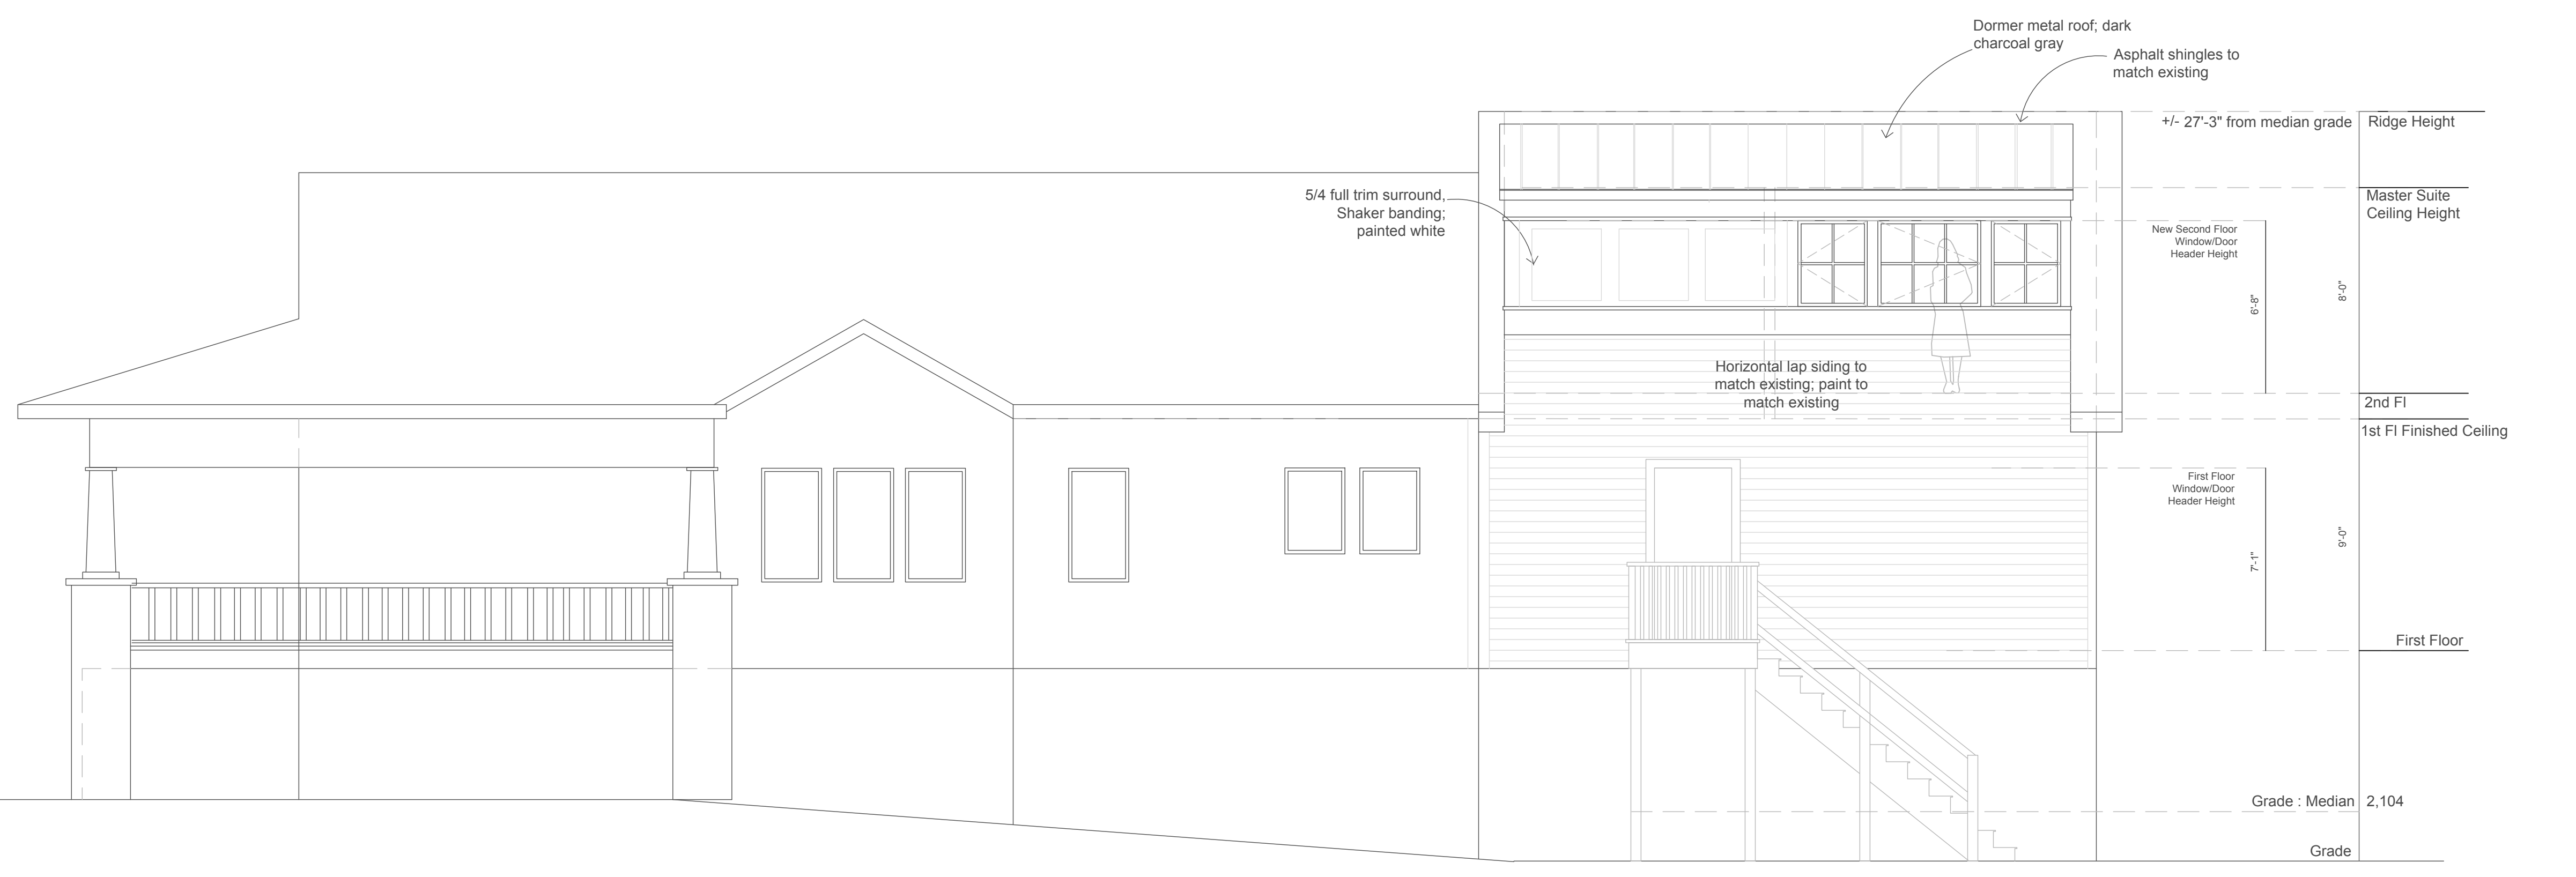 Dormer metal roof; dark
charcoal gray
Asphalt shingles to
match existing
+/- 27'-3" from median grade
Ridge Height
5/4 full trim surround,
Shaker banding;
painted white
Master Suite
Ceiling Height
New Second Floor
Window/Door
Header Height
6'-8"
8'-0"
Horizontal lap siding to
match existing; paint to
match existing
2nd Fl
1st Fl Finished Ceiling
First Floor
Window/Door
Header Height
7'-1"
9'-0"
First Floor
Grade : Median
2,104
Grade